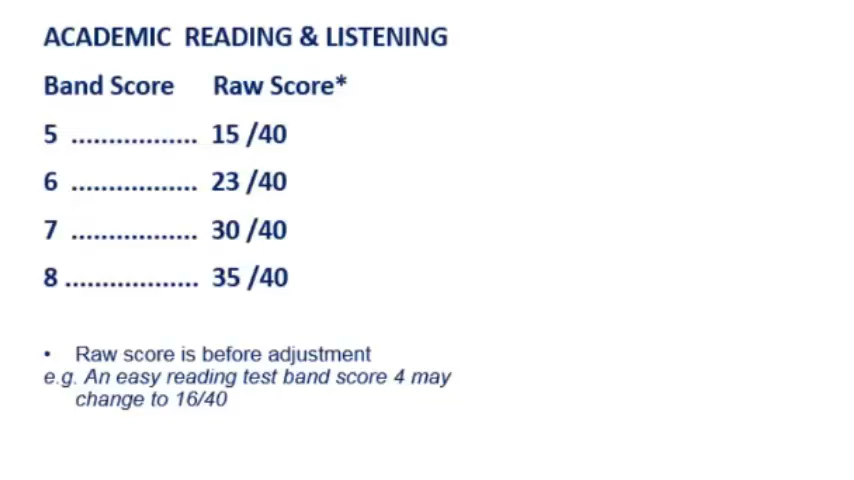 ACADEMIC READING & LISTENING
Band Score Raw Score*
5 ................. 15 /40
6 ................. 23 /40
7 ................. 30 /40
8 .................. 35 /40
• Raw score is before adjustment
e.g. An easy reading test band score 4 may
change to 16/40